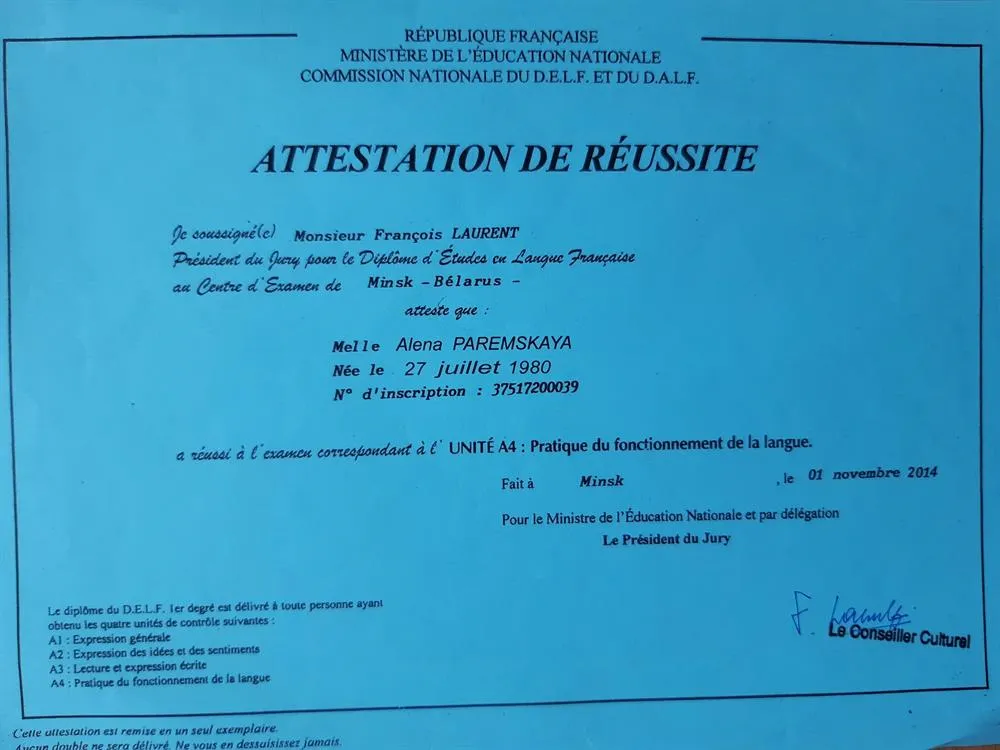 RÉPUBLIQUE FRANÇAISE
MINISTÈRE DE L'ÉDUCATION NATIONALE
COMMISSION NATIONALE DU D.E.L.F. ET DU D.A.L.F.
ATTESTATION DE RÉUSSITE
Je soussigné(e) Monsieur François LAURENT
Président du Jury pour le Diplôme d'Études en Langue Française
au Centre d'Examen de Minsk - Bélarus -
atteste que :
Melle Alena PAREMSKAYA
Née le 27 juillet 1980
N° d'inscription : 37517200039
a réussi à l'examen correspondant à l' UNITÉ A4 : Pratique du fonctionnement de la langue.
Fait à Minsk , le 01 novembre 2014
Pour le Ministre de l'Éducation Nationale et par délégation
Le Président du Jury
Le diplôme du D.E.L.F. 1er degré est délivré à toute personne ayant
obtenu les quatre unités de contrôle suivantes :
A1 : Expression générale
A2 : Expression des idées et des sentiments
A3 : Lecture et expression écrite
A4 : Pratique du fonctionnement de la langue
F.
Le Conseiller Culturel
Cette attestation est remise en un seul exemplaire.
Aucun double ne sera délivré. Ne vous en dessaisissez jamais.